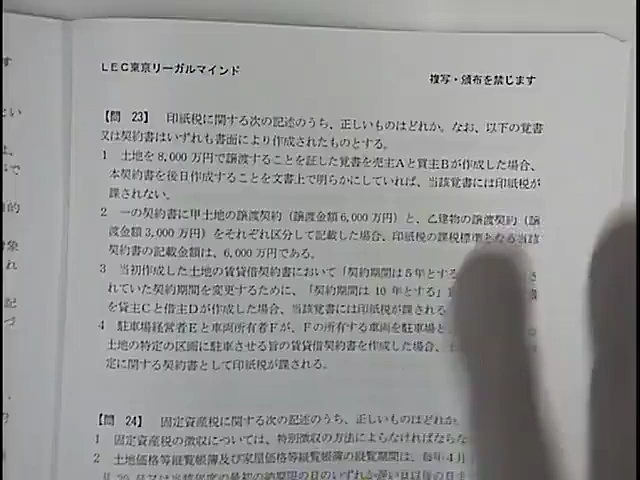 LEC東京リーガルマインド
複写・頒布を禁じます
【問 23】 印紙税に関する次の記述のうち、正しいものはどれか。なお、以下の覚書
又は契約書はいずれも書面により作成されたものとする。
1 土地を8,000万円で譲渡することを証した覚書を売主Aと買主Bが作成した場合、
本契約書を後日作成することを文書上で明らかにしていれば、当該覚書には印紙税が
課されない。
2 一の契約書に甲土地の譲渡契約（譲渡金額6,000万円）と、乙建物の譲渡契約（譲
渡金額3,000万円）をそれぞれ区分して記載した場合、印紙税の課税標準となる当該
契約書の記載金額は、6,000万円である。
3 当初作成した土地の賃貸借契約書において「契約期間は5年とする
れていた契約期間を変更するために、「契約期間は10年とする」
を貸主Cと借主Dが作成した場合、当該覚書には印紙税が課される
4 駐車場経営者Eと車両所有者Fが、Fの所有する車両を駐車場と
土地の特定の区画に駐車させる旨の賃貸借契約書を作成した場合、
定に関する契約書として印紙税が課される。
【問 24】 固定資産税に関する次の記述のうち、正しいものはどれか
1 固定資産税の徴収については、特別徴収の方法によらなければなら
2 土地価格等縦覧帳簿及び家屋価格等縦覧帳簿の縦覧期間は、毎年4月